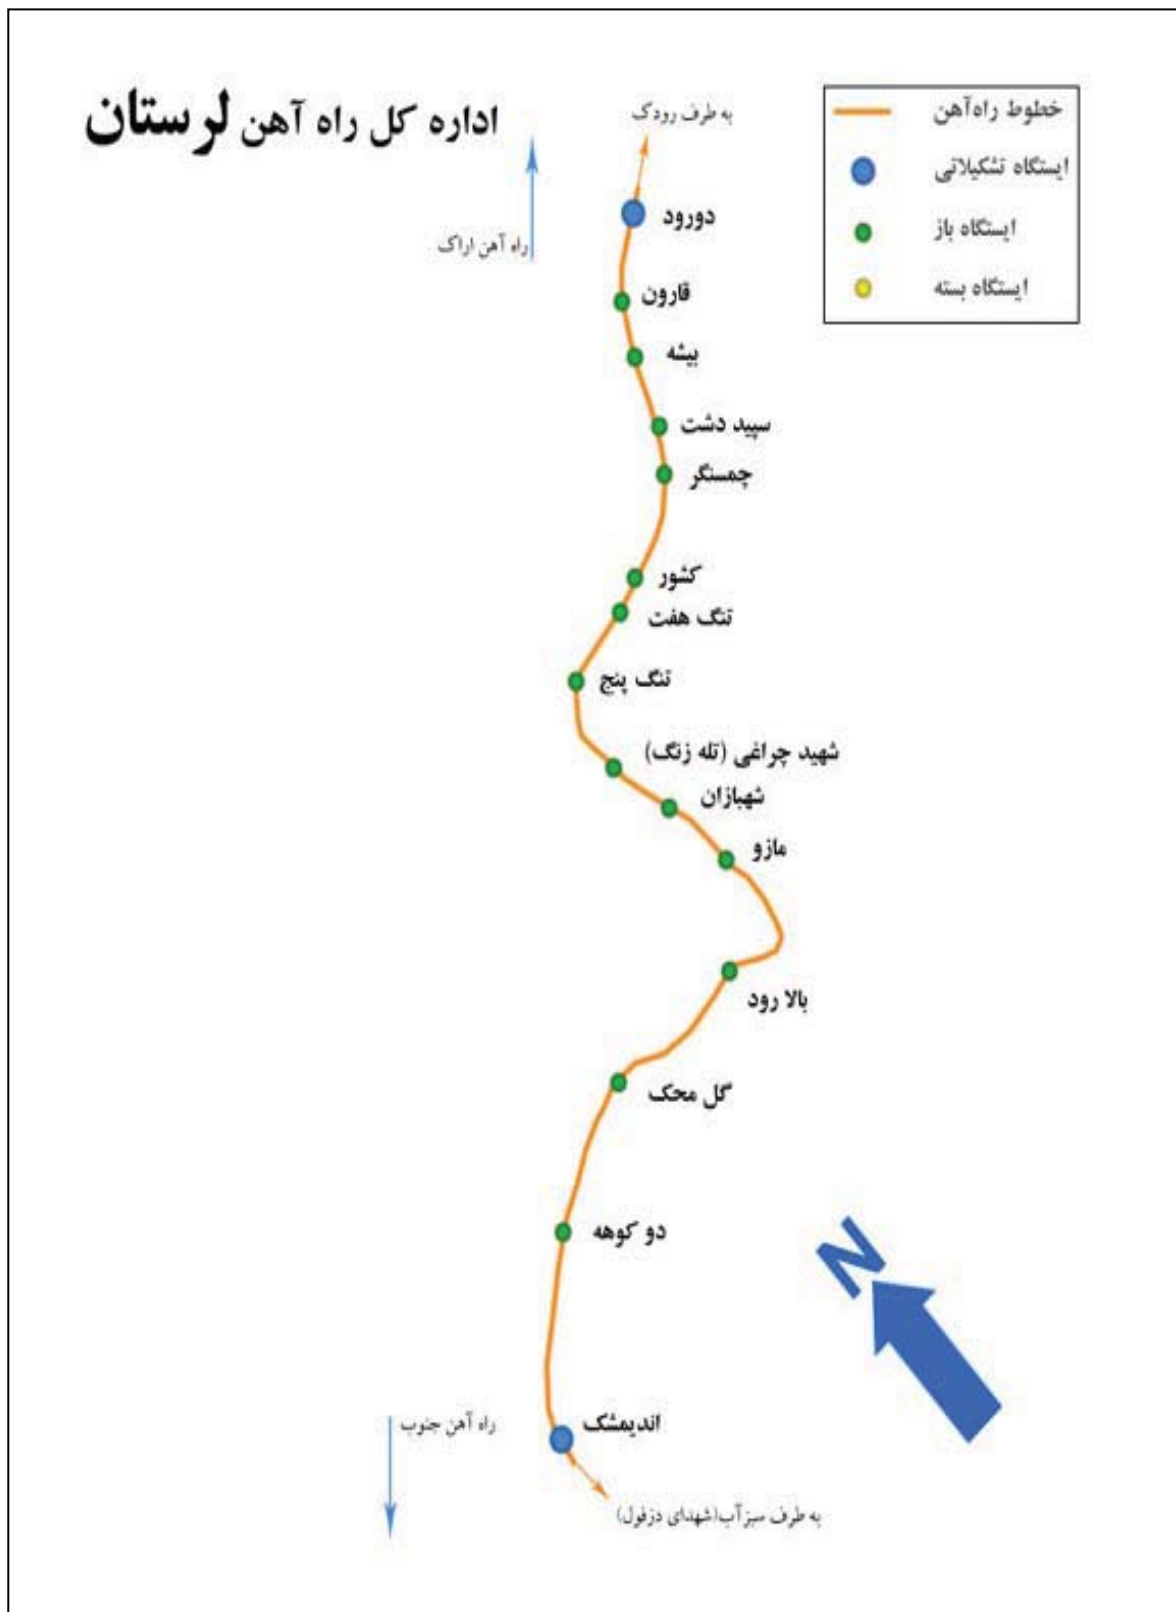 اداره کل راه آهن لرستان
خطوط راه‌آهن
ایستگاه تشکیلاتی
ایستگاه باز
ایستگاه بسته
به طرف رودک
راه آهن اراک
دورود
قارون
بیشه
سپید دشت
چمسنگر
کشور
تنگ هفت
تنگ پنج
شهید چراغی (تله زنگ)
شهبازان
مازو
بالا رود
گل محک
دو کوهه
N
اندیمشک
راه آهن جنوب
به طرف سبزآب(شهدای دزفول)